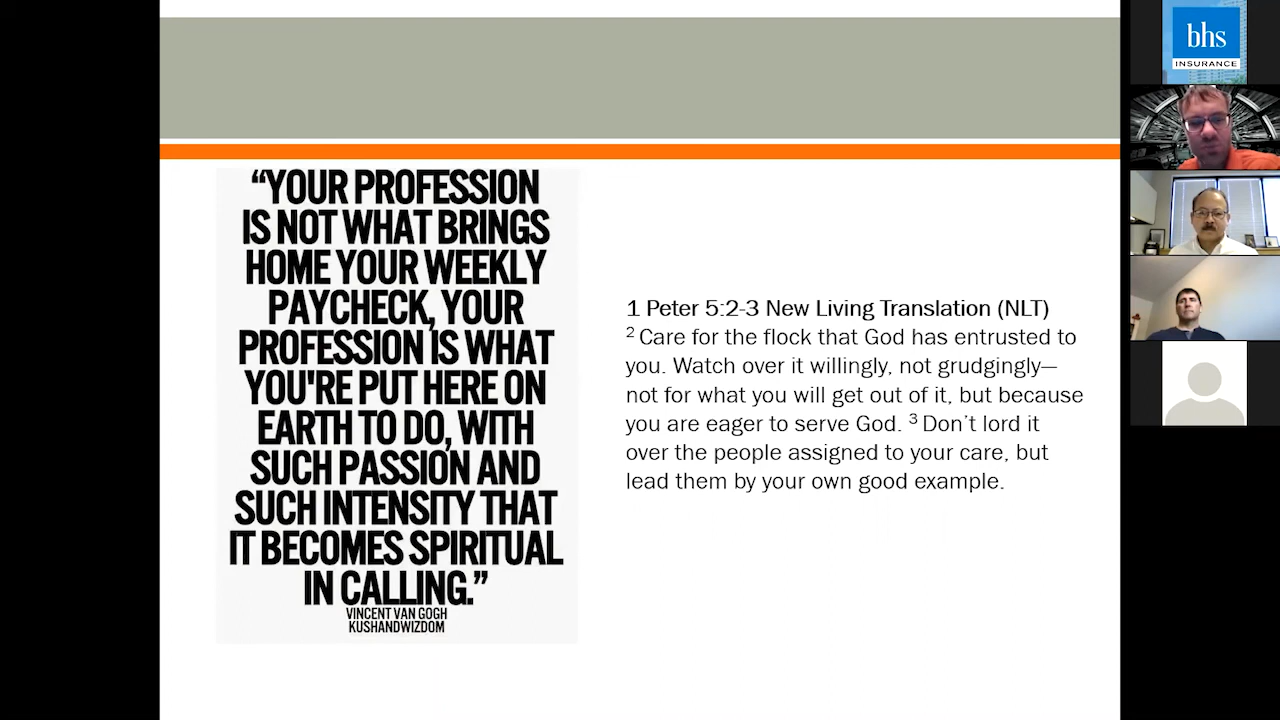 “YOUR PROFESSION
IS NOT WHAT BRINGS
HOME YOUR WEEKLY
PAYCHECK, YOUR
PROFESSION IS WHAT
YOU'RE PUT HERE ON
EARTH TO DO, WITH
SUCH PASSION AND
SUCH INTENSITY THAT
IT BECOMES SPIRITUAL
IN CALLING.”
VINCENT VAN GOGH
KUSHANDWIZDOM
1 Peter 5:2-3 New Living Translation (NLT)
2 Care for the flock that God has entrusted to
you. Watch over it willingly, not grudgingly—
not for what you will get out of it, but because
you are eager to serve God. 3 Don’t lord it
over the people assigned to your care, but
lead them by your own good example.
bhs
INSURANCE